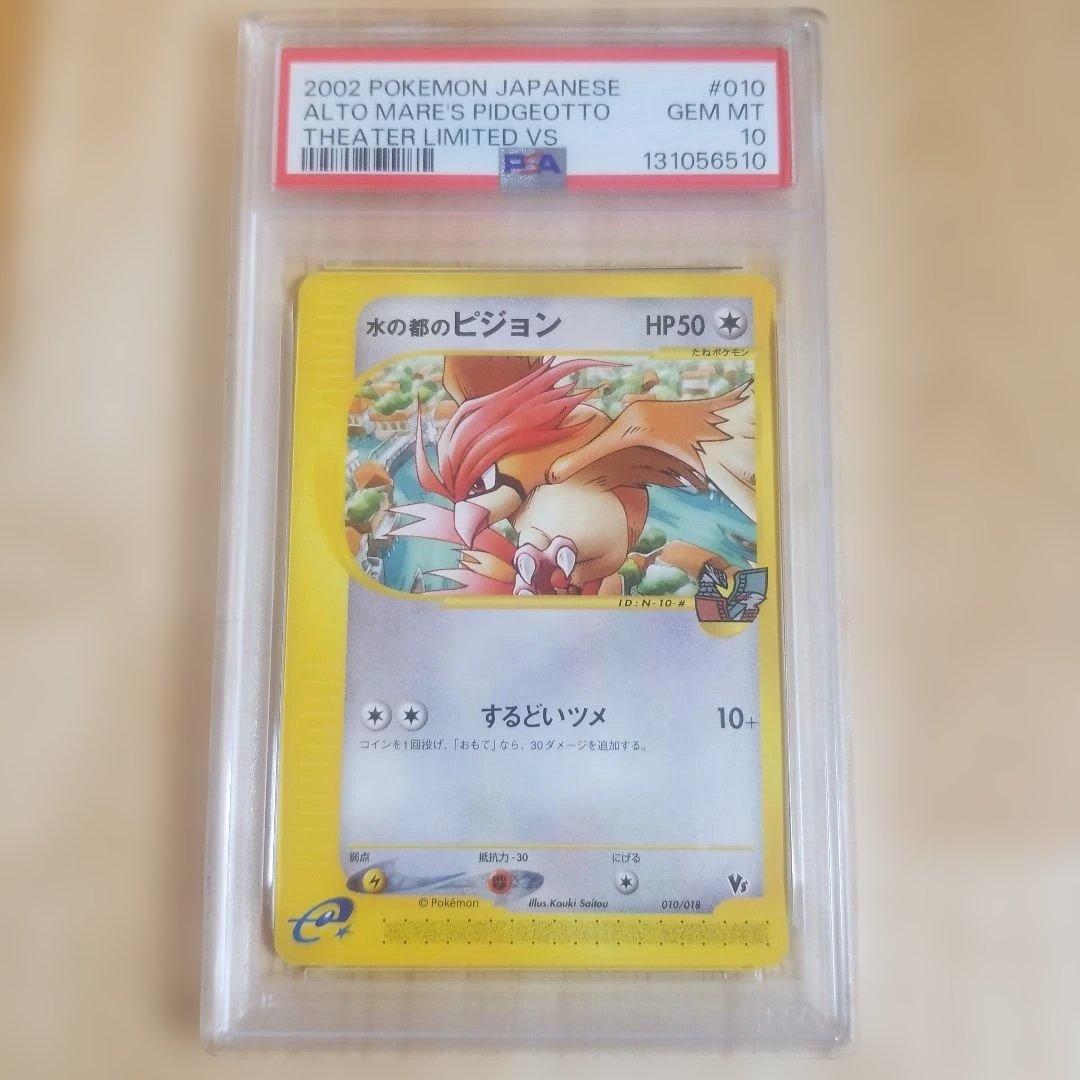 2002 POKEMON JAPANESE #010
ALTO MARE'S PIDGEOTTO GEM MT
THEATER LIMITED VS 10
PSA 131056510
水の都のピジョン HP50
たねポケモン
ID:N-10-#
するどいツメ 10+
コインを1回投げ、「おもて」なら、30ダメージを追加する。
弱点 抵抗力-30 にげる
VS
© Pokémon Illus.Kouki Saitou 010/018
e